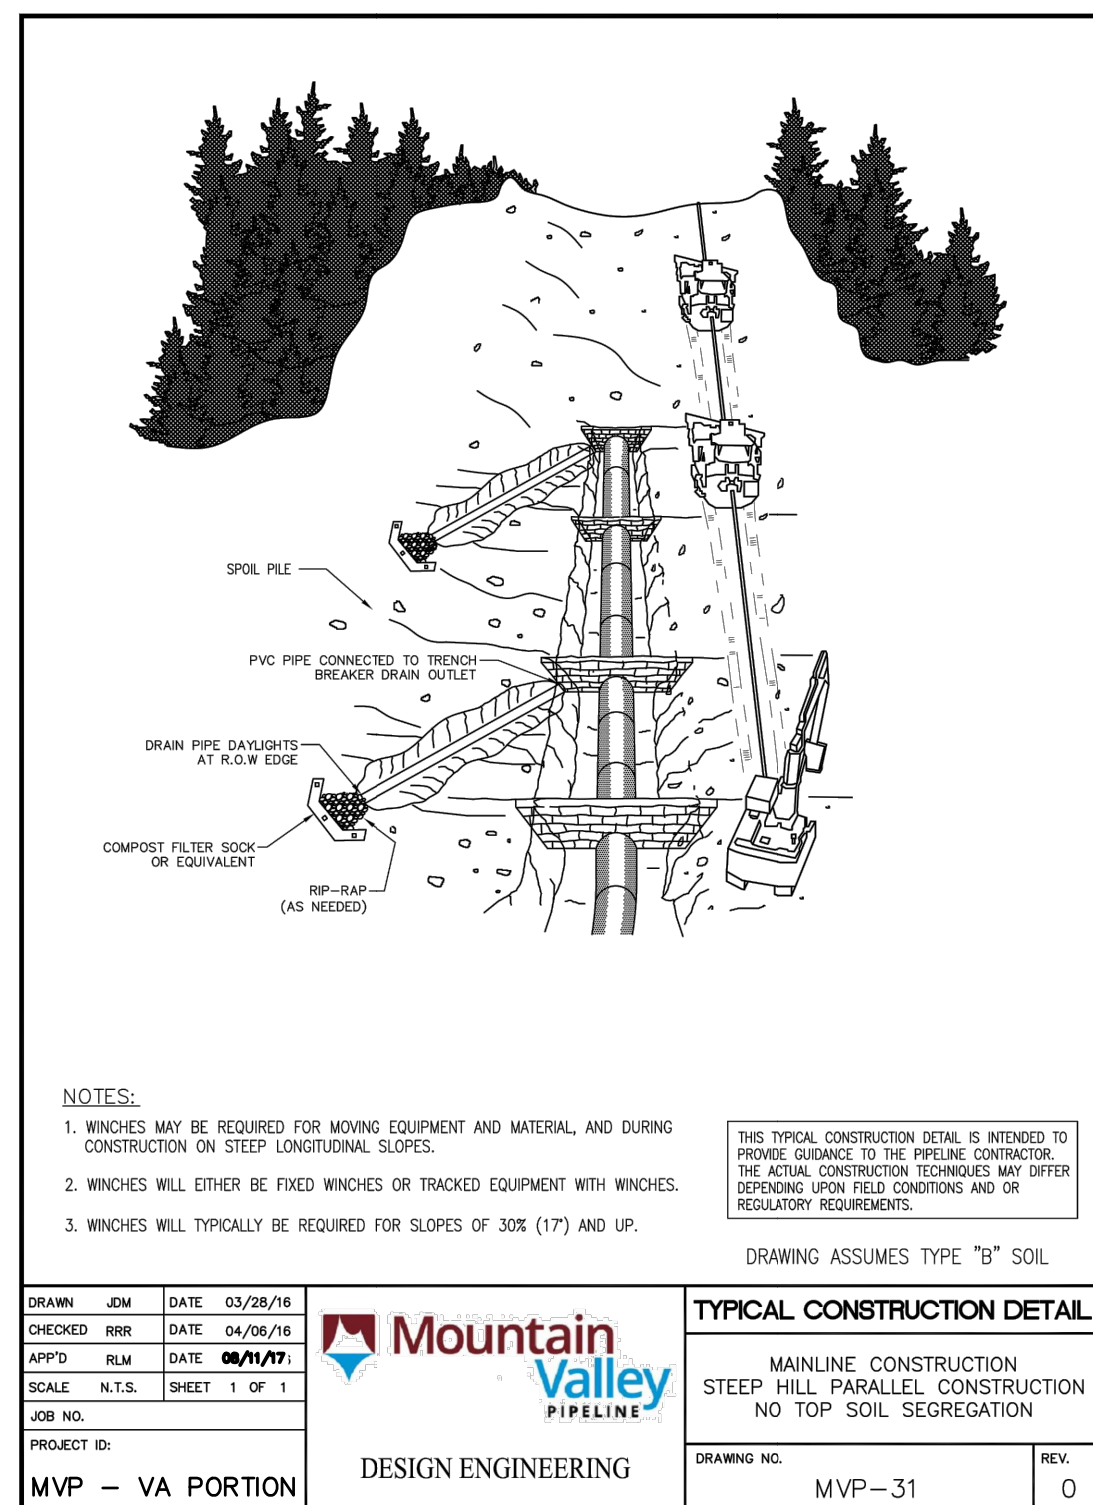 SPOIL PILE
PVC PIPE CONNECTED TO TRENCH
BREAKER DRAIN OUTLET
DRAIN PIPE DAYLIGHTS
AT R.O.W EDGE
COMPOST FILTER SOCK
OR EQUIVALENT
RIP-RAP
(AS NEEDED)
NOTES:
1. WINCHES MAY BE REQUIRED FOR MOVING EQUIPMENT AND MATERIAL, AND DURING
CONSTRUCTION ON STEEP LONGITUDINAL SLOPES.
2. WINCHES WILL EITHER BE FIXED WINCHES OR TRACKED EQUIPMENT WITH WINCHES.
3. WINCHES WILL TYPICALLY BE REQUIRED FOR SLOPES OF 30% (17°) AND UP.
THIS TYPICAL CONSTRUCTION DETAIL IS INTENDED TO
PROVIDE GUIDANCE TO THE PIPELINE CONTRACTOR.
THE ACTUAL CONSTRUCTION TECHNIQUES MAY DIFFER
DEPENDING UPON FIELD CONDITIONS AND OR
REGULATORY REQUIREMENTS.
DRAWING ASSUMES TYPE "B" SOIL
DRAWN JDM DATE 03/28/16
CHECKED RRR DATE 04/06/16
APP'D RLM DATE 08/11/17
SCALE N.T.S. SHEET 1 OF 1
JOB NO.
PROJECT ID:
MVP - VA PORTION
Mountain
Valley
PIPELINE
DESIGN ENGINEERING
TYPICAL CONSTRUCTION DETAIL
MAINLINE CONSTRUCTION
STEEP HILL PARALLEL CONSTRUCTION
NO TOP SOIL SEGREGATION
DRAWING NO.
MVP-31
REV.
0